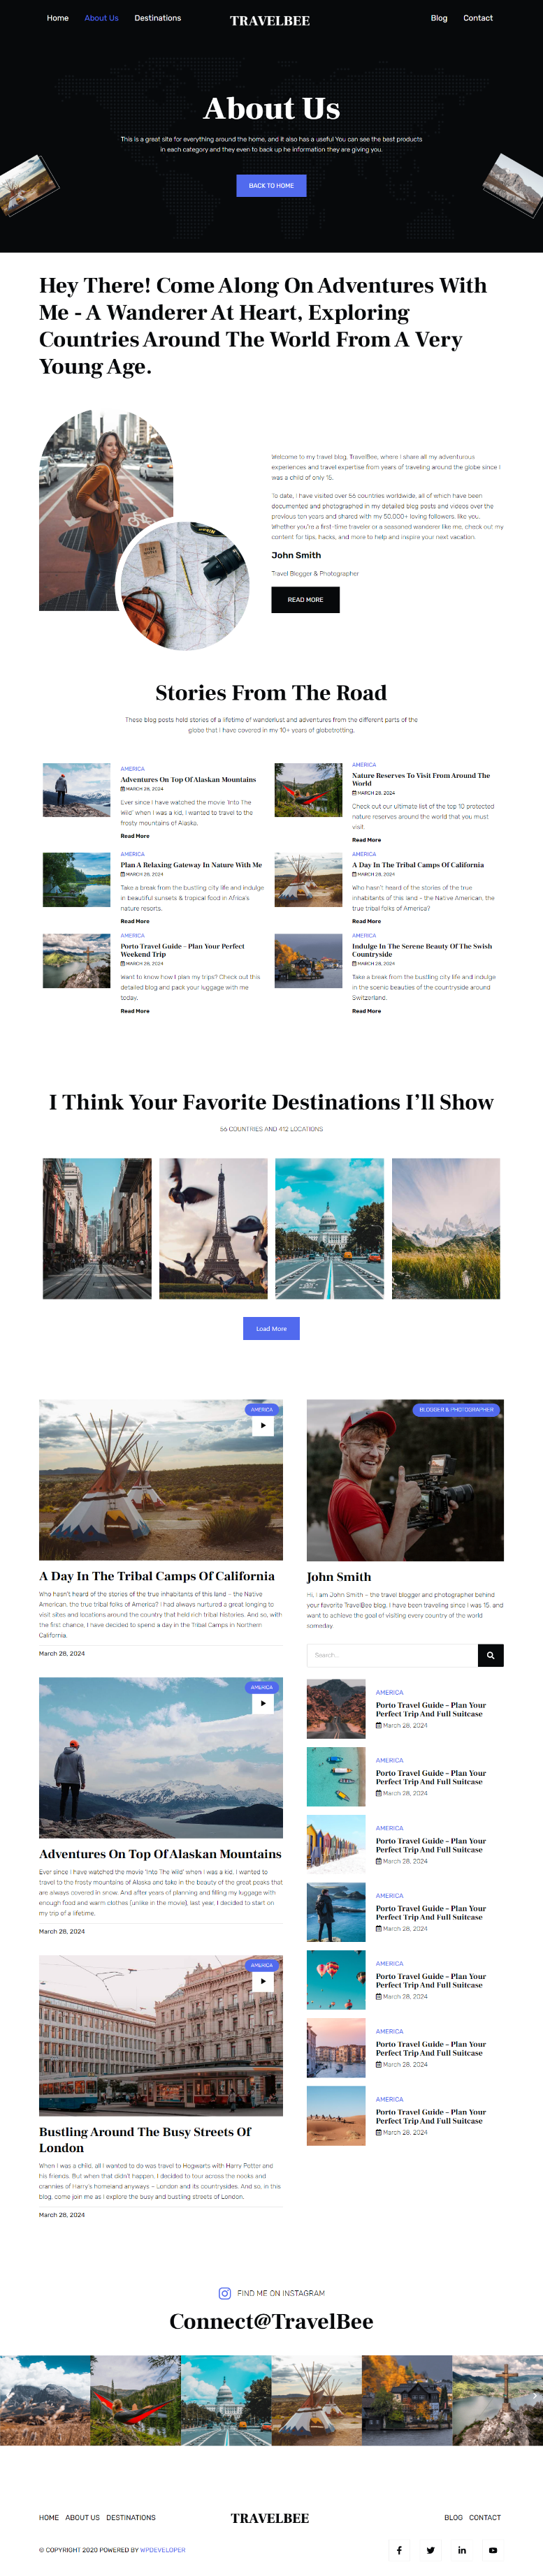 Home About Us Destinations
TRAVELBEE
Blog Contact
About Us
This is a great site for everything around the home, and it also has a useful You can see the best products
in each category and they even to back up he information they are giving you.
BACK TO HOME
Hey There! Come Along On Adventures With
Me - A Wanderer At Heart, Exploring
Countries Around The World From A Very
Young Age.
Welcome to my travel blog, TravelBee, where I share all my adventurous
experiences and travel expertise from years of traveling around the globe since I
was a child of only 15.
To date, I have visited over 56 countries worldwide, all of which have been
documented and photographed in my detailed blog posts and videos over the
previous ten years and shared with my 50,000+ loving followers, like you.
Whether you're a first-time traveler or a seasoned wanderer like me, check out my
content for tips, hacks, and more to help and inspire your next vacation.
John Smith
Travel Blogger & Photographer
READ MORE
Stories From The Road
These blog posts hold stories of a lifetime of wanderlust and adventures from the different parts of the
globe that I have covered in my 10+ years of globetrotting.
AMERICA
Adventures On Top Of Alaskan Mountains
MARCH 28, 2024
Ever since I have watched the movie 'Into The
Wild' when I was a kid, I wanted to travel to the
frosty mountains of Alaska.
Read More
AMERICA
Nature Reserves To Visit From Around The
World
MARCH 28, 2024
Check out our ultimate list of the top 10 protected
nature reserves around the world that you must
visit.
Read More
AMERICA
Plan A Relaxing Gateway In Nature With Me
MARCH 28, 2024
Take a break from the bustling city life and indulge
in beautiful sunsets & tropical food in Africa's
nature resorts.
Read More
AMERICA
A Day In The Tribal Camps Of California
MARCH 28, 2024
Who hasn't heard of the stories of the true
inhabitants of this land – the Native American, the
true tribal folks of America?
Read More
AMERICA
Porto Travel Guide – Plan Your Perfect
Weekend Trip
MARCH 28, 2024
Want to know how I plan my trips? Check out this
detailed blog and pack your luggage with me
today.
Read More
AMERICA
Indulge In The Serene Beauty Of The Swish
Countryside
MARCH 28, 2024
Take a break from the bustling city life and indulge
in the scenic beauties of the countryside around
Switzerland.
Read More
I Think Your Favorite Destinations I'll Show
56 COUNTRIES AND 412 LOCATIONS
Load More
AMERICA
A Day In The Tribal Camps Of California
Who hasn't heard of the stories of the true inhabitants of this land – the Native
American, the true tribal folks of America? I had always nurtured a great longing to
visit sites and locations around the country that held rich tribal histories. And so, with
the first chance, I have decided to spend a day in the Tribal Camps in Northern
California.
March 28, 2024
AMERICA
Adventures On Top Of Alaskan Mountains
Ever since I have watched the movie 'Into The Wild' when I was a kid, I wanted to
travel to the frosty mountains of Alaska and take in the beauty of the great peaks that
are always covered in snow. And after years of planning and filling my luggage with
enough food and warm clothes (unlike in the movie), last year, I decided to start on
my trip of a lifetime.
March 28, 2024
AMERICA
Bustling Around The Busy Streets Of
London
When I was a child, all I wanted to do was travel to Hogwarts with Harry Potter and
his friends. But when that didn't happen, I decided to tour across the nooks and
crannies of Harry's homeland anyways – London and its countrysides. And so, in this
blog, come join me as I explore the busy and bustling streets of London.
March 28, 2024
BLOGGER & PHOTOGRAPHER
John Smith
Hi, I am John Smith – the travel blogger and photographer behind
your favorite TravelBee blog. I have been traveling since I was 15, and
want to achieve the goal of visiting every country of the world
someday.
Search...
AMERICA
Porto Travel Guide – Plan Your
Perfect Trip And Full Suitcase
March 28, 2024
AMERICA
Porto Travel Guide – Plan Your
Perfect Trip And Full Suitcase
March 28, 2024
AMERICA
Porto Travel Guide – Plan Your
Perfect Trip And Full Suitcase
March 28, 2024
AMERICA
Porto Travel Guide – Plan Your
Perfect Trip And Full Suitcase
March 28, 2024
AMERICA
Porto Travel Guide – Plan Your
Perfect Trip And Full Suitcase
March 28, 2024
AMERICA
Porto Travel Guide – Plan Your
Perfect Trip And Full Suitcase
March 28, 2024
AMERICA
Porto Travel Guide – Plan Your
Perfect Trip And Full Suitcase
March 28, 2024
FIND ME ON INSTAGRAM
Connect@TravelBee
HOME ABOUT US DESTINATIONS
TRAVELBEE
BLOG CONTACT
© COPYRIGHT 2020 POWERED BY WPDEVELOPER